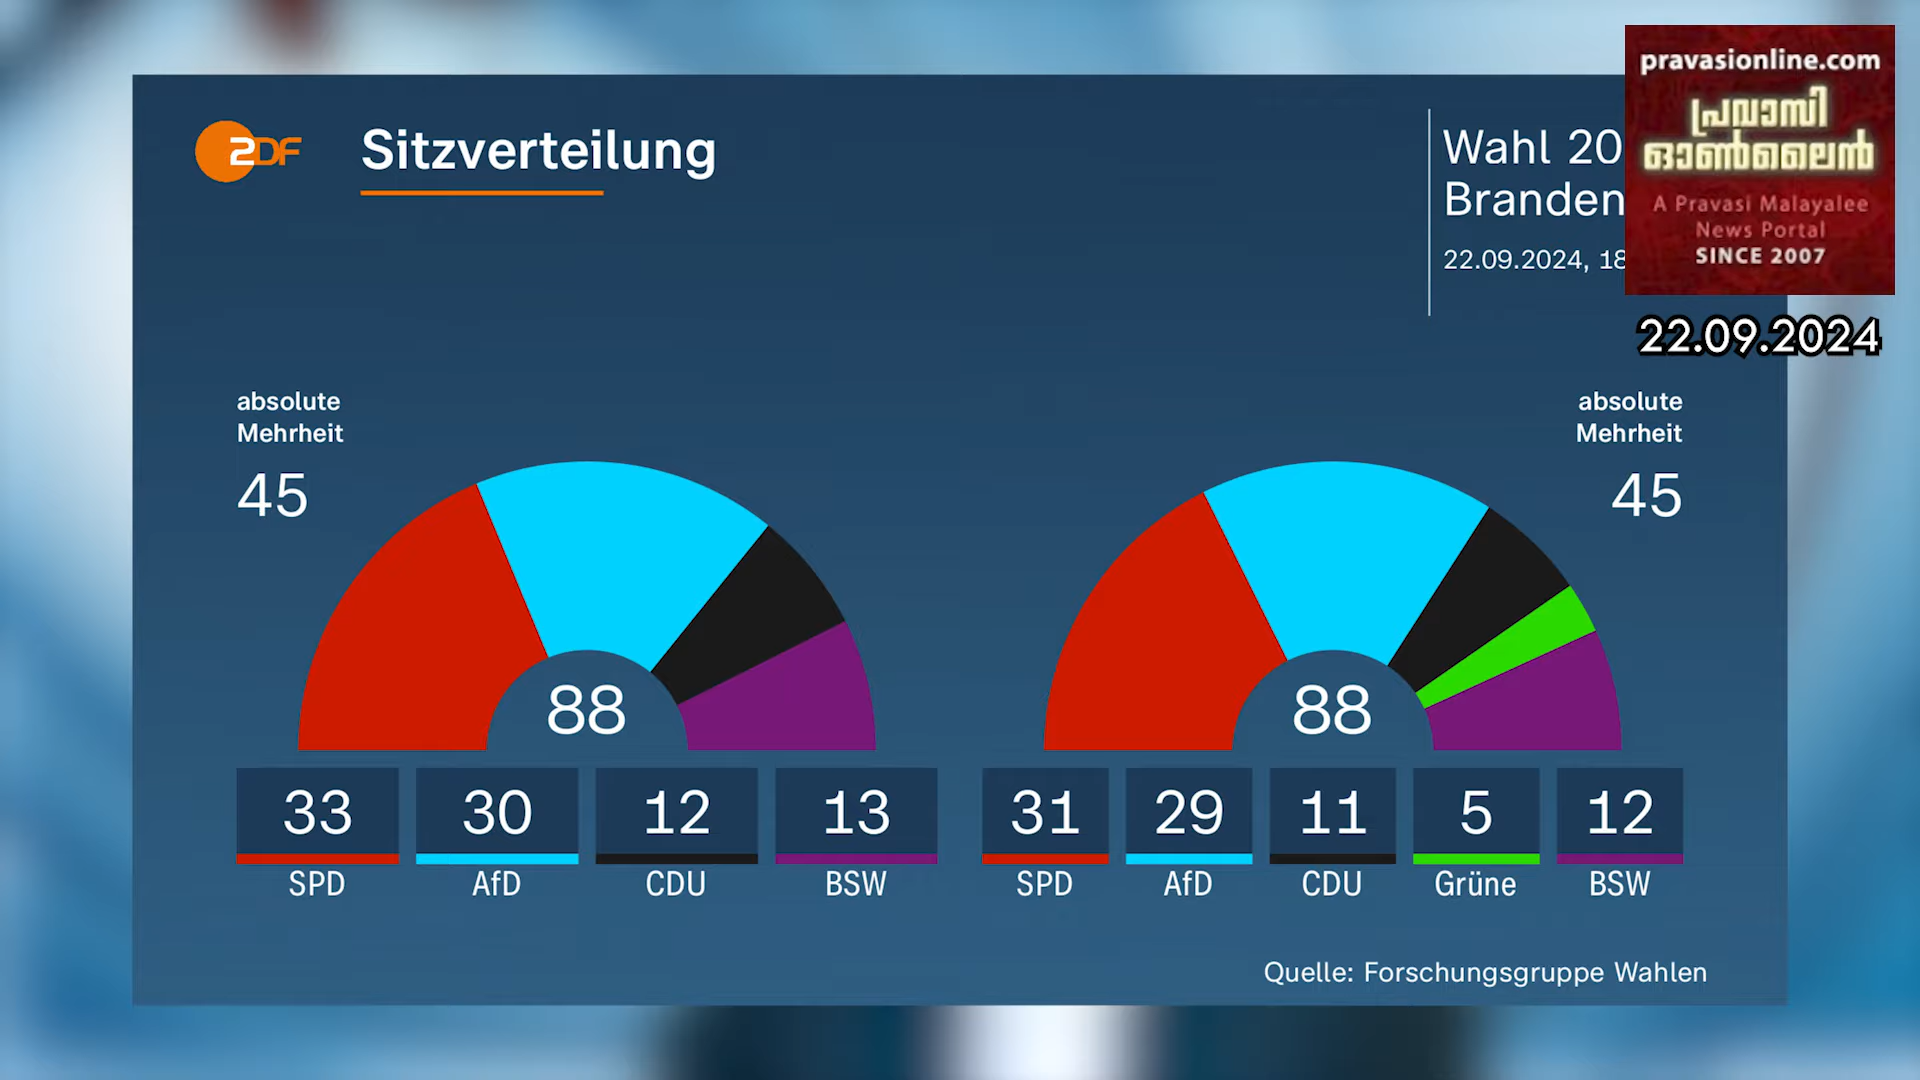 ZDF
Sitzverteilung
Wahl 20
Branden
22.09.2024, 18
pravasionline.com
പ്രവാസി
ഓൺലൈൻ
A Pravasi Malayalee
News Portal
SINCE 2007
22.09.2024
absolute
Mehrheit
45
absolute
Mehrheit
45
88
88
33 30 12 13
SPD AfD CDU BSW
31 29 11 5 12
SPD AfD CDU Grüne BSW
Quelle: Forschungsgruppe Wahlen